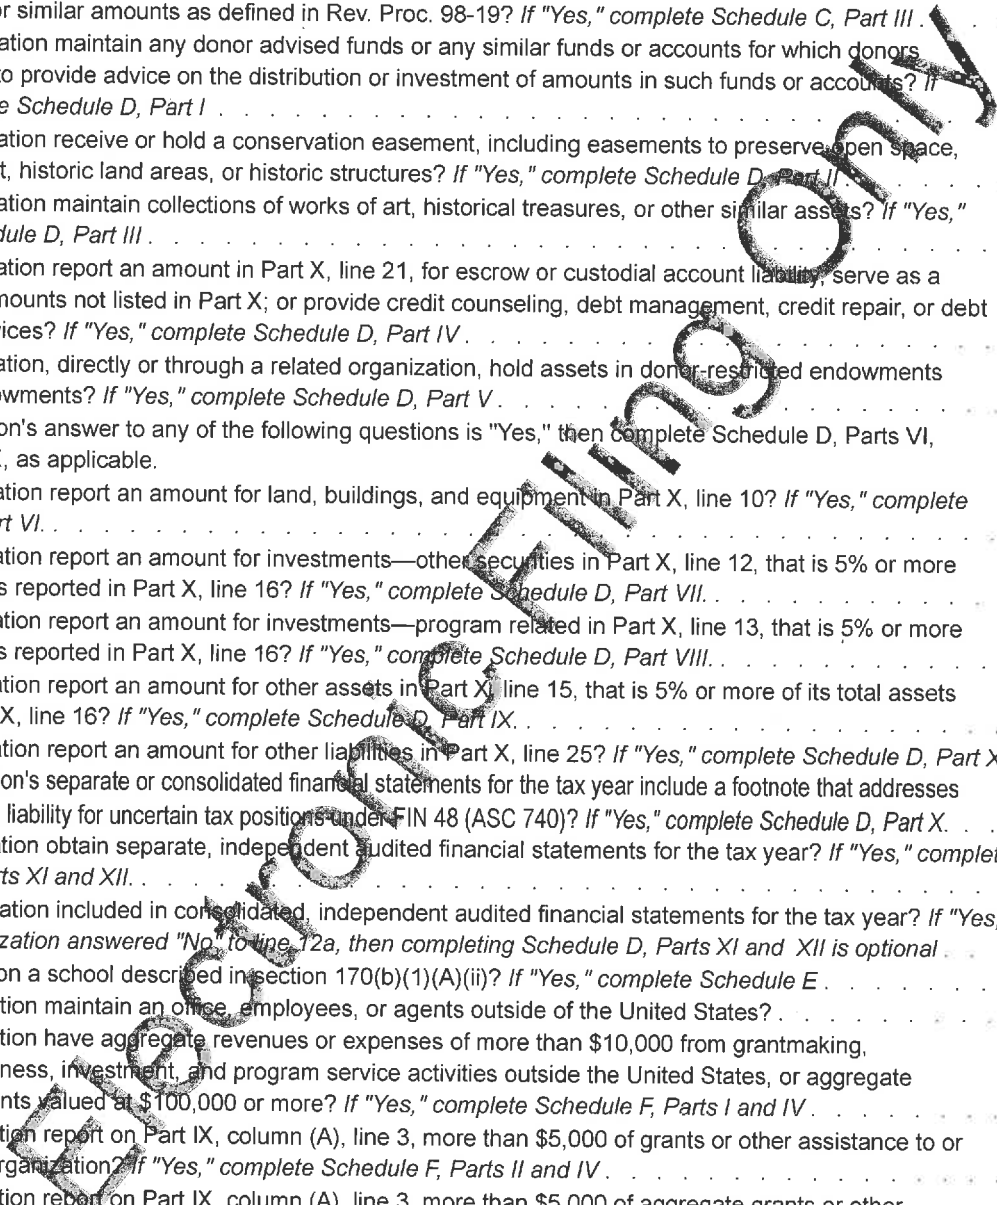 r similar amounts as defined in Rev. Proc. 98-19? If "Yes," complete Schedule C, Part III .
ation maintain any donor advised funds or any similar funds or accounts for which donors
to provide advice on the distribution or investment of amounts in such funds or accounts? If
e Schedule D, Part I
ation receive or hold a conservation easement, including easements to preserve open space,
t, historic land areas, or historic structures? If "Yes," complete Schedule D, Part II .
ation maintain collections of works of art, historical treasures, or other similar assets? If "Yes,"
dule D, Part III .
ation report an amount in Part X, line 21, for escrow or custodial account liability, serve as a
mounts not listed in Part X; or provide credit counseling, debt management, credit repair, or debt
ices? If "Yes," complete Schedule D, Part IV .
ation, directly or through a related organization, hold assets in donor-restricted endowments
wments? If "Yes," complete Schedule D, Part V .
on's answer to any of the following questions is "Yes," then complete Schedule D, Parts VI,
, as applicable.
ation report an amount for land, buildings, and equipment in Part X, line 10? If "Yes," complete
rt VI. .
ation report an amount for investments—other securities in Part X, line 12, that is 5% or more
s reported in Part X, line 16? If "Yes," complete Schedule D, Part VII. .
ation report an amount for investments—program related in Part X, line 13, that is 5% or more
s reported in Part X, line 16? If "Yes," complete Schedule D, Part VIII. .
ation report an amount for other assets in Part X, line 15, that is 5% or more of its total assets
X, line 16? If "Yes," complete Schedule D, Part IX. .
ation report an amount for other liabilities in Part X, line 25? If "Yes," complete Schedule D, Part X
on's separate or consolidated financial statements for the tax year include a footnote that addresses
liability for uncertain tax positions under FIN 48 (ASC 740)? If "Yes," complete Schedule D, Part X. .
tion obtain separate, independent audited financial statements for the tax year? If "Yes," complet
ts XI and XII. .
ation included in consolidated, independent audited financial statements for the tax year? If "Yes,
zation answered "No" to line 12a, then completing Schedule D, Parts XI and XII is optional .
on a school described in section 170(b)(1)(A)(ii)? If "Yes," complete Schedule E .
tion maintain an office, employees, or agents outside of the United States? .
tion have aggregate revenues or expenses of more than $10,000 from grantmaking,
ness, investment, and program service activities outside the United States, or aggregate
nts valued at $100,000 or more? If "Yes," complete Schedule F, Parts I and IV .
tion report on Part IX, column (A), line 3, more than $5,000 of grants or other assistance to or
rganization? If "Yes," complete Schedule F, Parts II and IV .
tion report on Part IX, column (A), line 3, more than $5,000 of aggregate grants or other
Electronic Filing Only